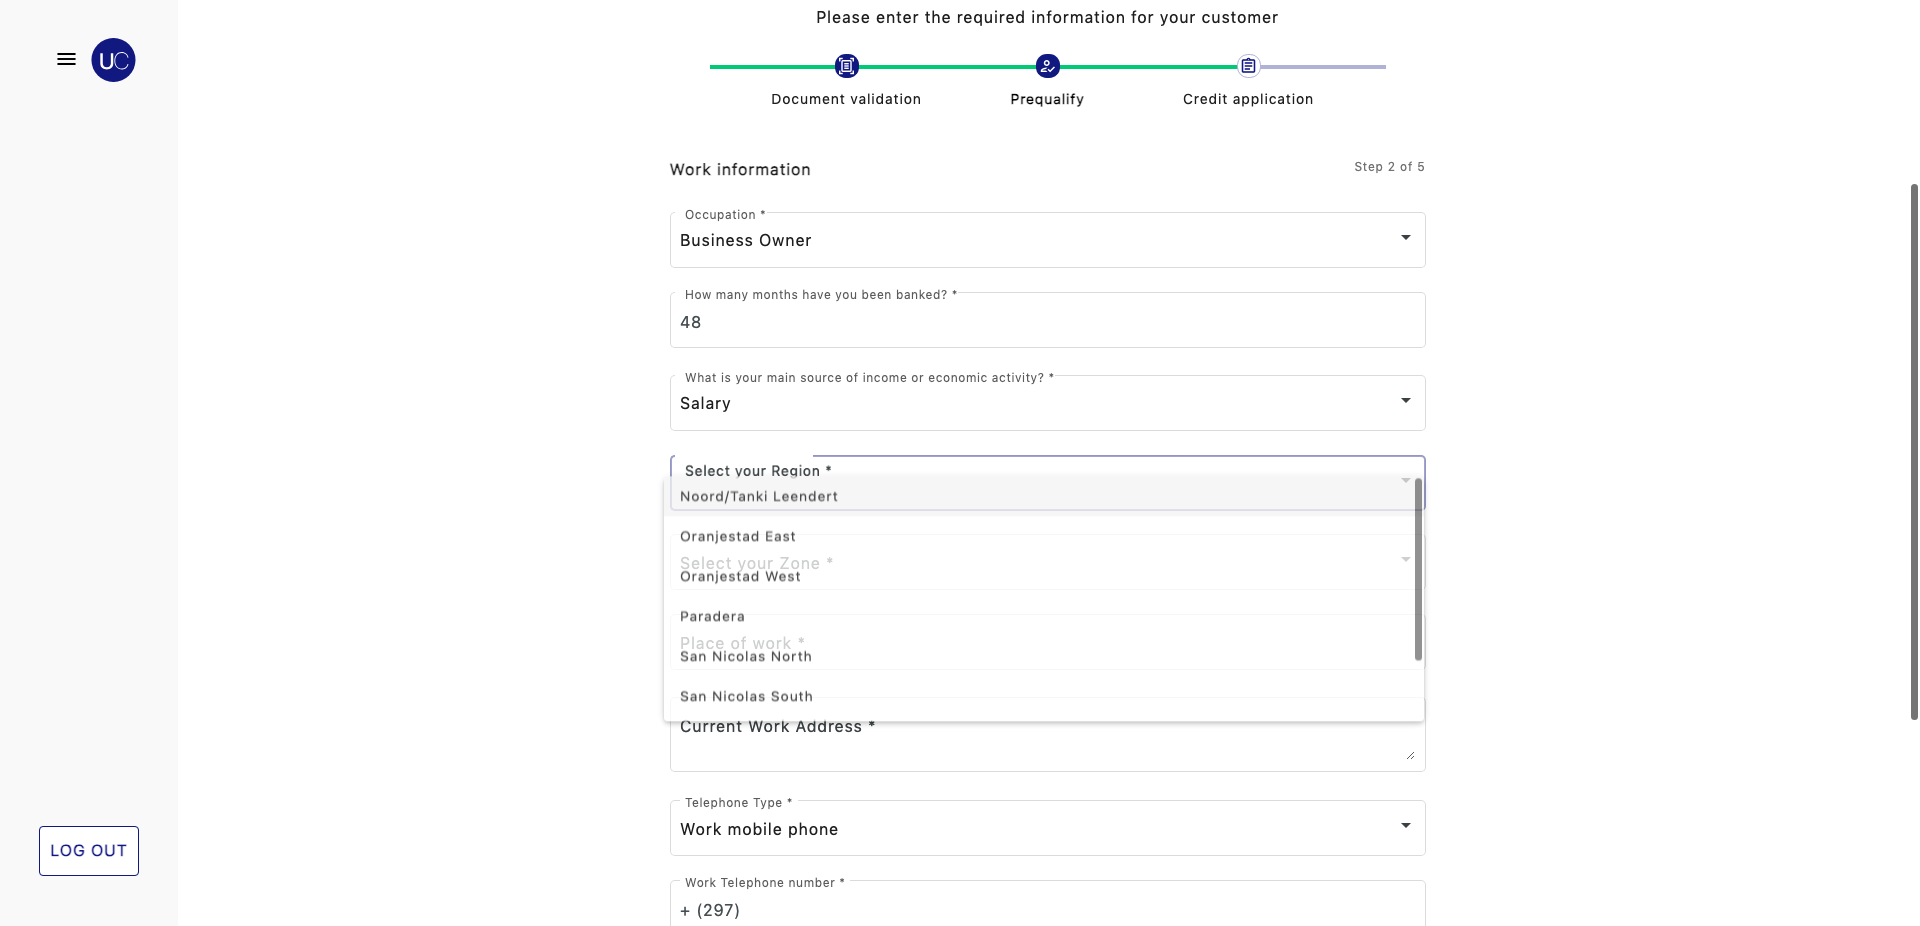 Please enter the required information for your customer
UC
Document validation
Prequalify
Credit application
Work information
Step 2 of 5
Occupation *
Business Owner
How many months have you been banked? *
48
What is your main source of income or economic activity? *
Salary
Select your Region *
Noord/Tanki Leendert
Oranjestad East
Select your Zone *
Oranjestad West
Paradera
Place of work *
San Nicolas North
San Nicolas South
Current Work Address *
Telephone Type *
Work mobile phone
LOG OUT
Work Telephone number *
+ (297)